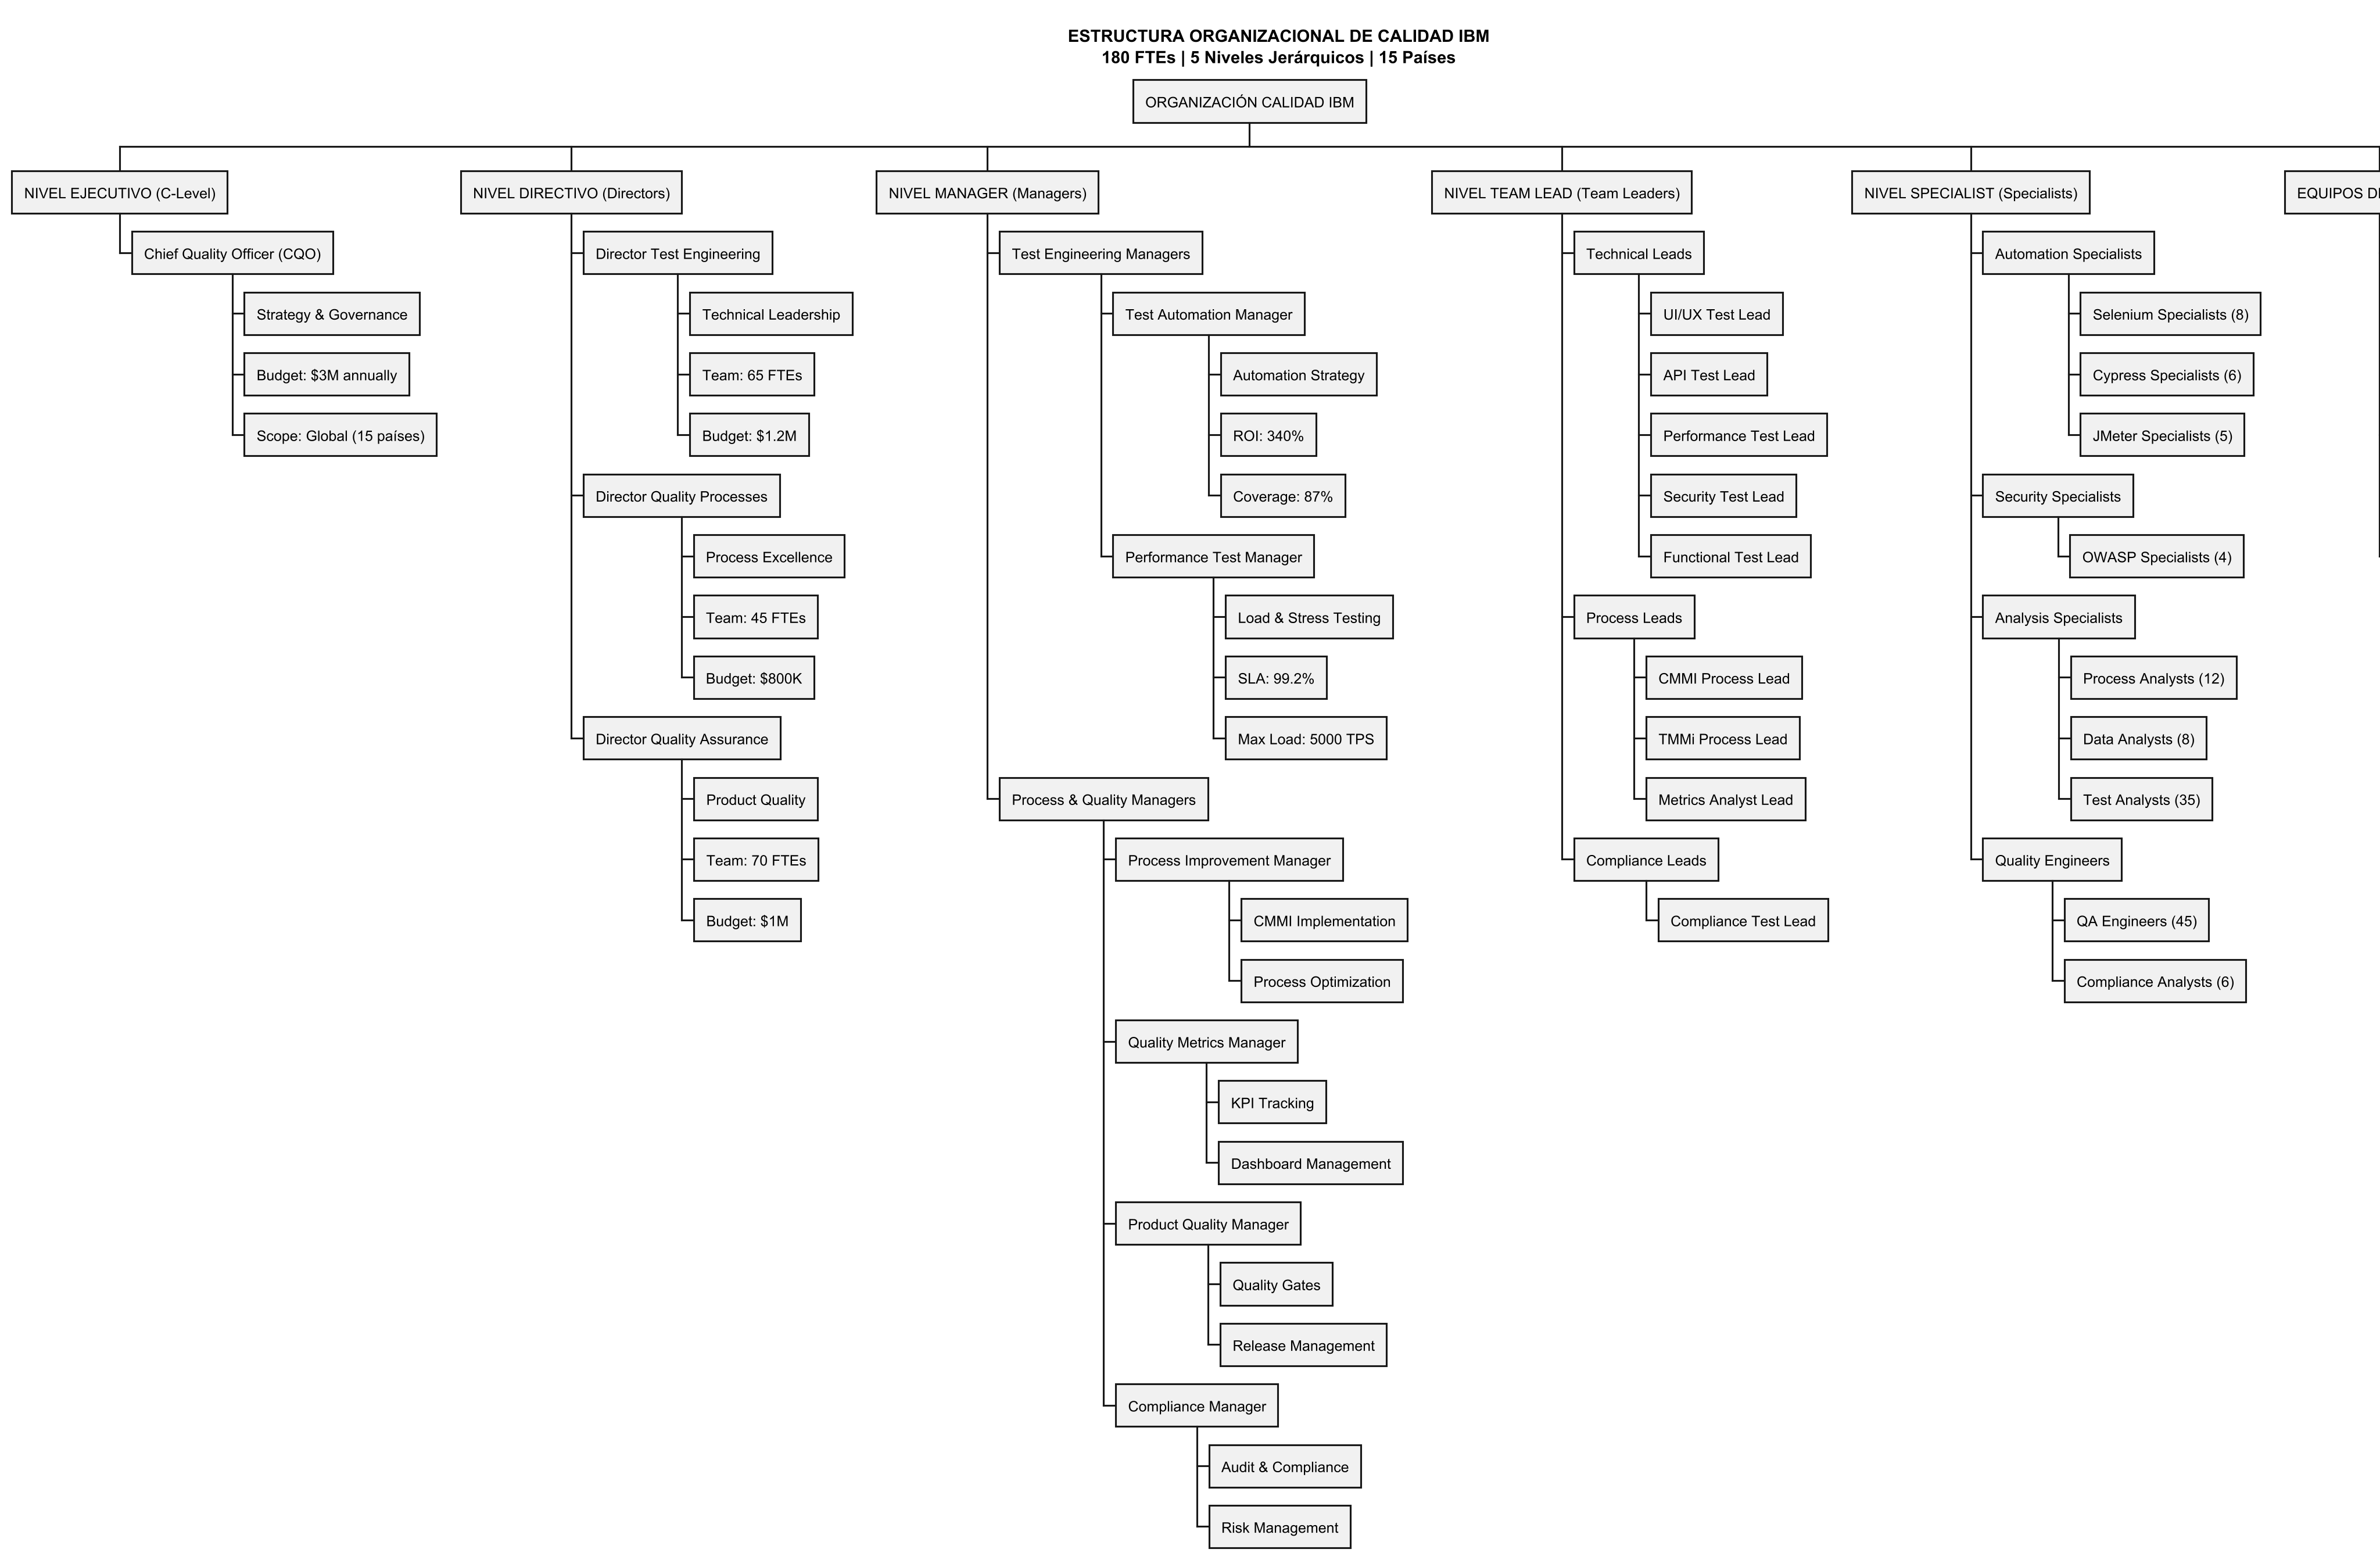 ESTRUCTURA ORGANIZACIONAL DE CALIDAD IBM
180 FTEs | 5 Niveles Jerárquicos | 15 Países
ORGANIZACIÓN CALIDAD IBM
NIVEL EJECUTIVO (C-Level)
Chief Quality Officer (CQO)
Strategy & Governance
Budget: $3M annually
Scope: Global (15 países)
NIVEL DIRECTIVO (Directors)
Director Test Engineering
Technical Leadership
Team: 65 FTEs
Budget: $1.2M
Director Quality Processes
Process Excellence
Team: 45 FTEs
Budget: $800K
Director Quality Assurance
Product Quality
Team: 70 FTEs
Budget: $1M
NIVEL MANAGER (Managers)
Test Engineering Managers
Test Automation Manager
Automation Strategy
ROI: 340%
Coverage: 87%
Performance Test Manager
Load & Stress Testing
SLA: 99.2%
Max Load: 5000 TPS
Process & Quality Managers
Process Improvement Manager
CMMI Implementation
Process Optimization
Quality Metrics Manager
KPI Tracking
Dashboard Management
Product Quality Manager
Quality Gates
Release Management
Compliance Manager
Audit & Compliance
Risk Management
NIVEL TEAM LEAD (Team Leaders)
Technical Leads
UI/UX Test Lead
API Test Lead
Performance Test Lead
Security Test Lead
Functional Test Lead
Process Leads
CMMI Process Lead
TMMi Process Lead
Metrics Analyst Lead
Compliance Leads
Compliance Test Lead
NIVEL SPECIALIST (Specialists)
Automation Specialists
Selenium Specialists (8)
Cypress Specialists (6)
JMeter Specialists (5)
Security Specialists
OWASP Specialists (4)
Analysis Specialists
Process Analysts (12)
Data Analysts (8)
Test Analysts (35)
Quality Engineers
QA Engineers (45)
Compliance Analysts (6)
EQUIPOS